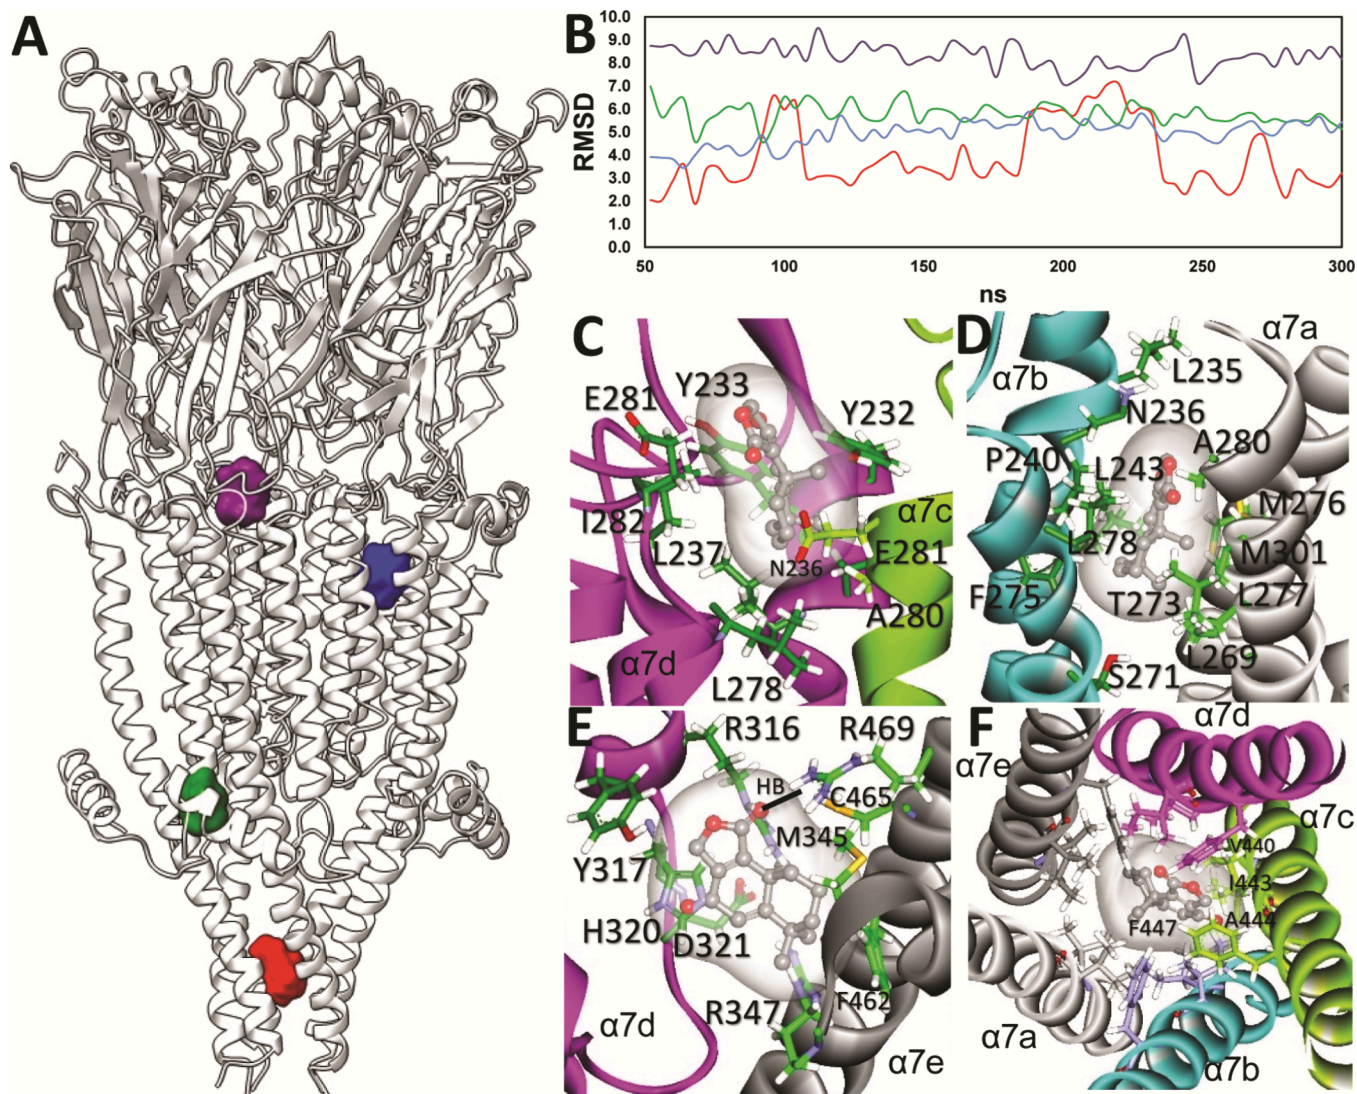 A
B
RMSD
10.0
9.0
8.0
7.0
6.0
5.0
4.0
3.0
2.0
1.0
0.0
50 100 150 200 250 300
ns
C
Y233
E281
Y232
I282
α7c
L237
N236
E281
A280
α7d
L278
D
α7a
α7b
L235
N236
A280
P240
L243
M276
L278
M301
F275
T273
L277
L269
S271
E
R316
R469
HB
C465
M345
Y317
H320
D321
R347
F462
α7d
α7e
F
α7d
α7e
α7c
V440
I443
F447
A444
α7a
α7b